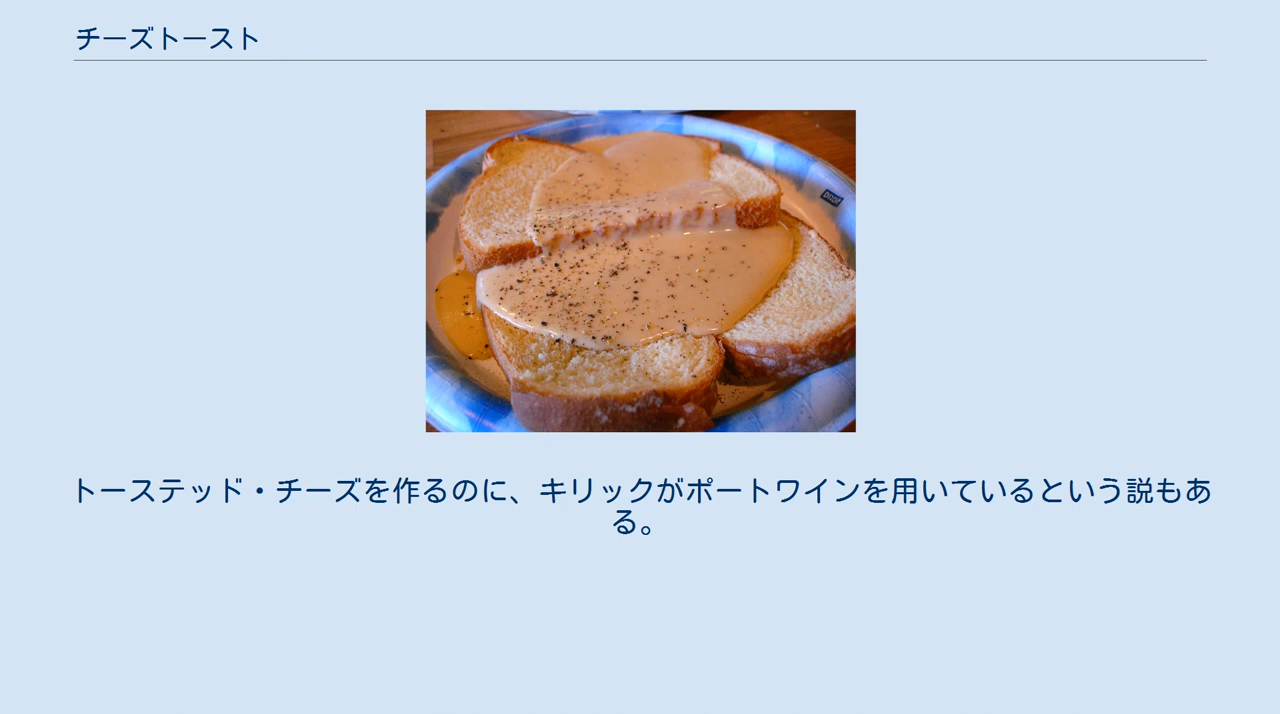 チーズトースト
トーステッド・チーズを作るのに、キリックがポートワインを用いているという説もあ
る。